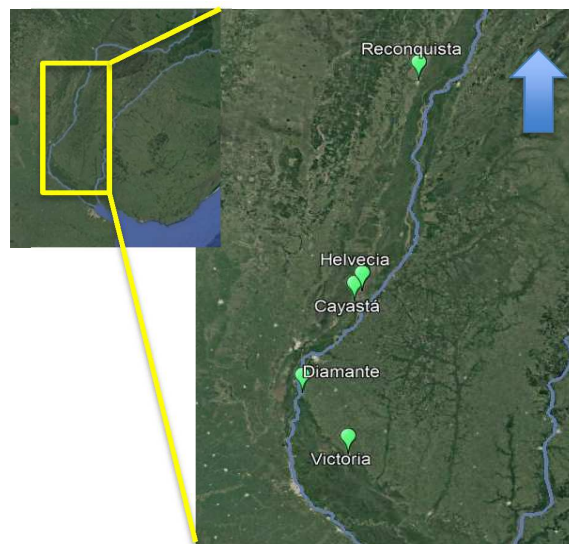 Reconquista
Helvecia
Cayastá
Diamante
Victoria